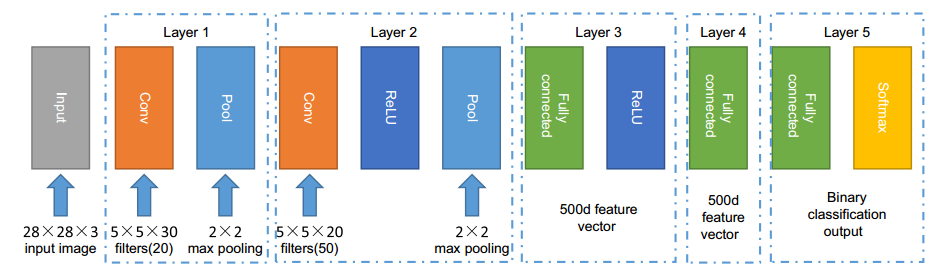 Layer 1
Layer 2
Layer 3
Layer 4
Layer 5
Input
Conv
Pool
Conv
ReLU
Pool
Fully
connected
ReLU
Fully
connected
Fully
connected
Softmax
28×28×3
input image
5×5×30
filters(20)
2×2
max pooling
5×5×20
filters(50)
2×2
max pooling
500d feature
vector
500d
feature
vector
Binary
classification
output